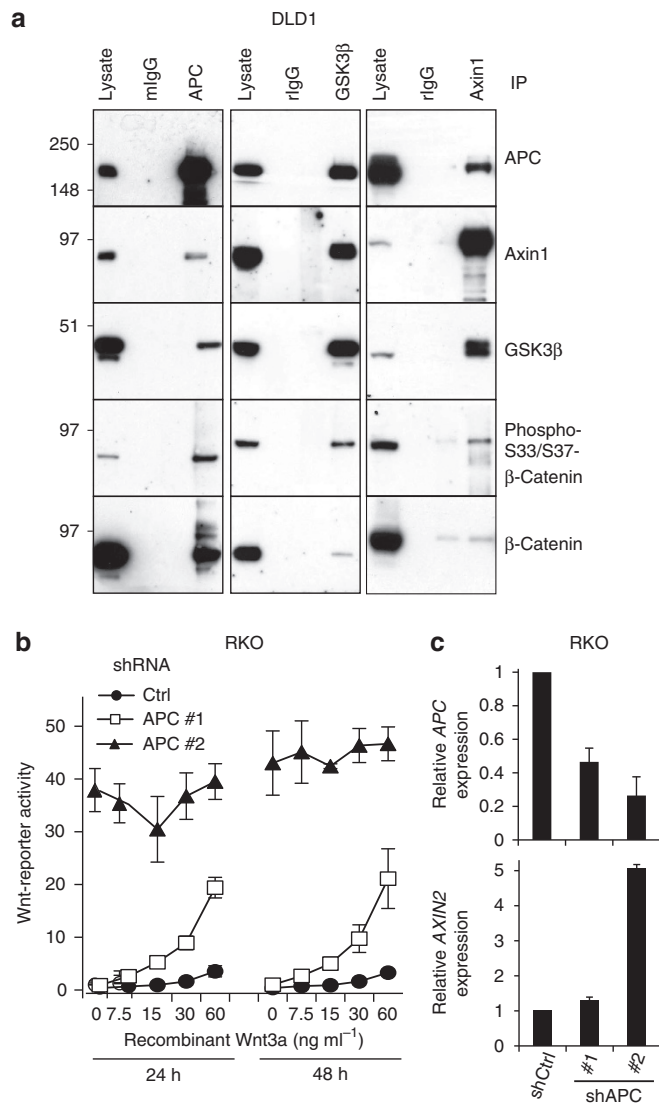 a
DLD1
Lysate mIgG APC Lysate rIgG GSK3β Lysate rIgG Axin1 IP
250
148
APC
97
Axin1
51
GSK3β
97
Phospho-
S33/S37-
β-Catenin
97
β-Catenin
b
RKO
shRNA
Ctrl
APC #1
APC #2
Wnt-reporter activity
50
40
30
20
10
0
0 7.5 15 30 60 0 7.5 15 30 60
Recombinant Wnt3a (ng ml⁻¹)
24 h 48 h
c
RKO
Relative APC
expression
1
0.8
0.6
0.4
0.2
0
Relative AXIN2
expression
5
4
3
2
1
0
shCtrl #1 #2
shAPC